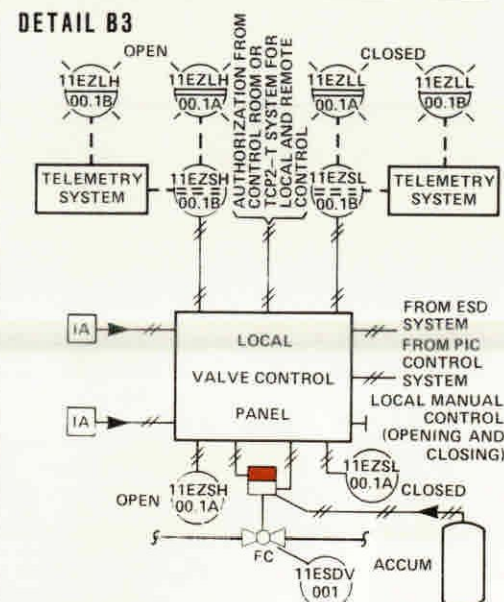 DETAIL B3
OPEN
CLOSED
11EZLH
00.1B
11EZLH
00.1A
11EZLL
00.1A
11EZLL
00.1B
AUTHORIZATION FROM
CONTROL ROOM OR
TCP2-T SYSTEM FOR
LOCAL AND REMOTE
CONTROL
TELEMETRY
SYSTEM
11EZSH
00.1B
11EZSL
00.1B
TELEMETRY
SYSTEM
IA
IA
LOCAL
VALVE CONTROL
PANEL
FROM ESD
SYSTEM
FROM PIC
CONTROL
SYSTEM
LOCAL MANUAL
CONTROL
(OPENING AND
CLOSING)
OPEN
11EZSH
00.1A
11EZSL
00.1A
CLOSED
FC
11ESDV
001
ACCUM